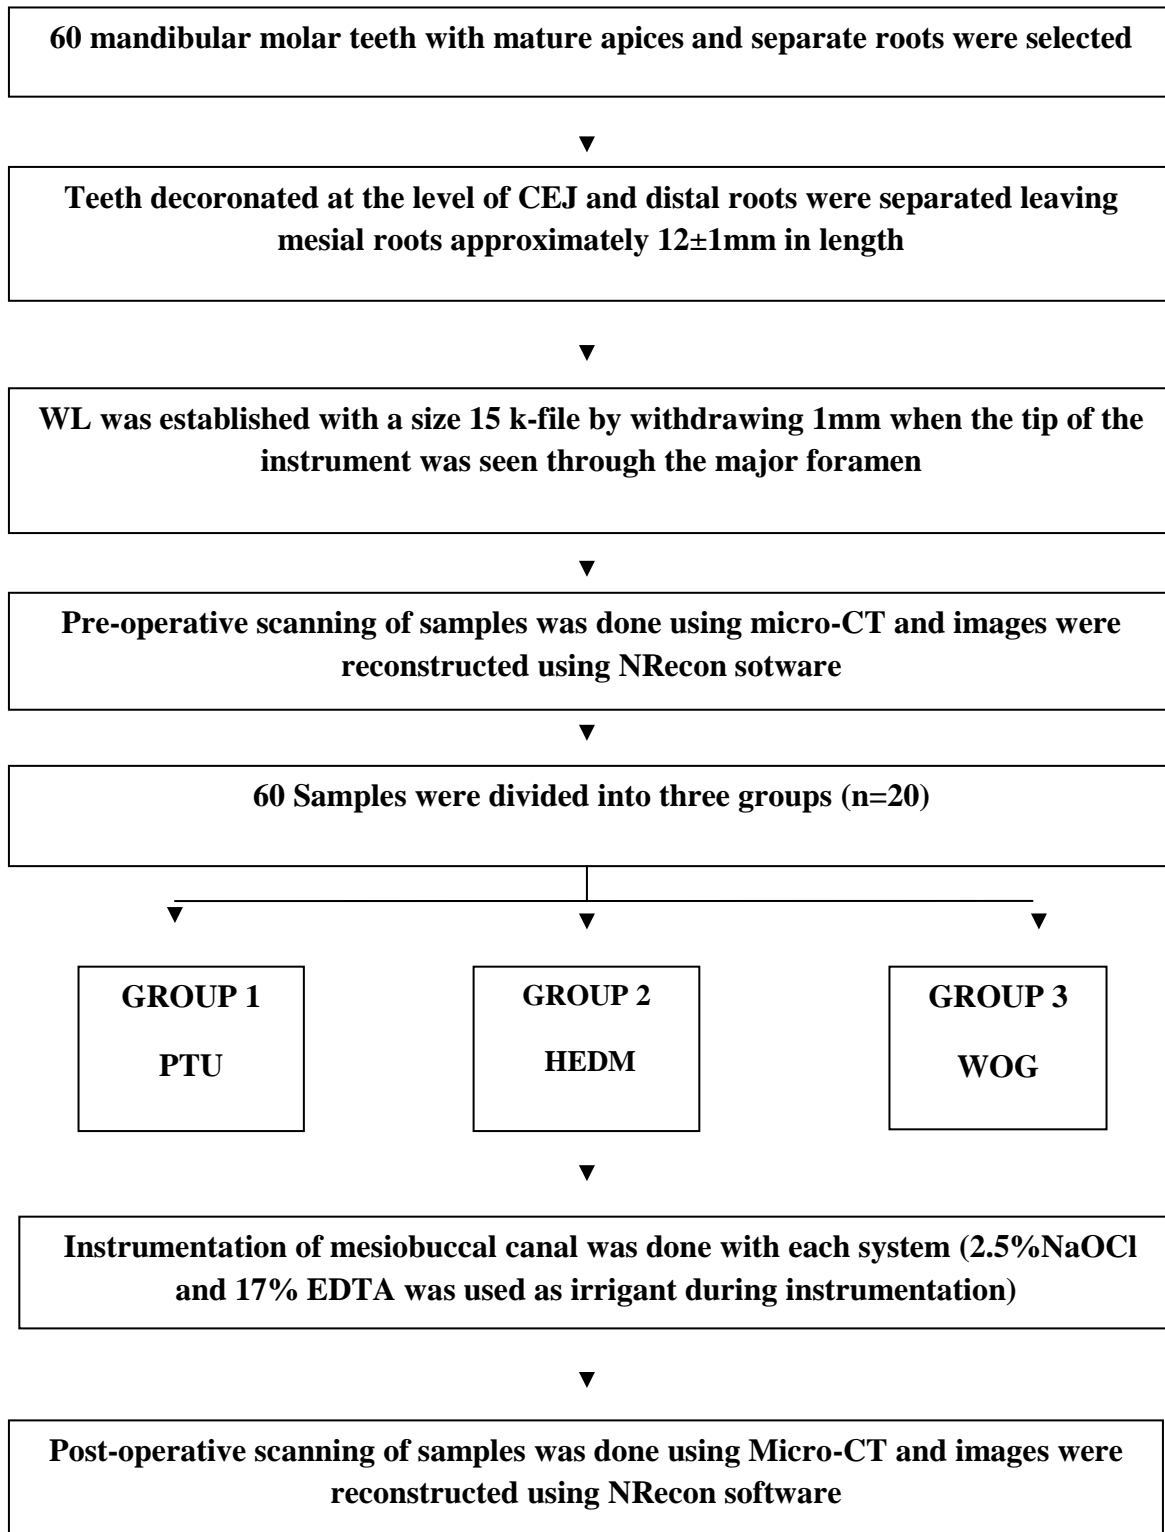 60 mandibular molar teeth with mature apices and separate roots were selected
Teeth decoronated at the level of CEJ and distal roots were separated leaving
mesial roots approximately 12±1mm in length
WL was established with a size 15 k-file by withdrawing 1mm when the tip of the
instrument was seen through the major foramen
Pre-operative scanning of samples was done using micro-CT and images were
reconstructed using NRecon sotware
60 Samples were divided into three groups (n=20)
GROUP 1
PTU
GROUP 2
HEDM
GROUP 3
WOG
Instrumentation of mesiobuccal canal was done with each system (2.5%NaOCl
and 17% EDTA was used as irrigant during instrumentation)
Post-operative scanning of samples was done using Micro-CT and images were
reconstructed using NRecon software